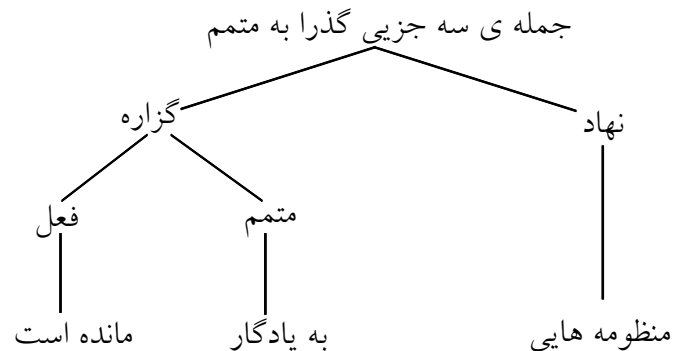 جمله ی سه جزیی گذرا به متمم
نهاد
گزاره
متمم
فعل
منظومه هایی
به یادگار
مانده است